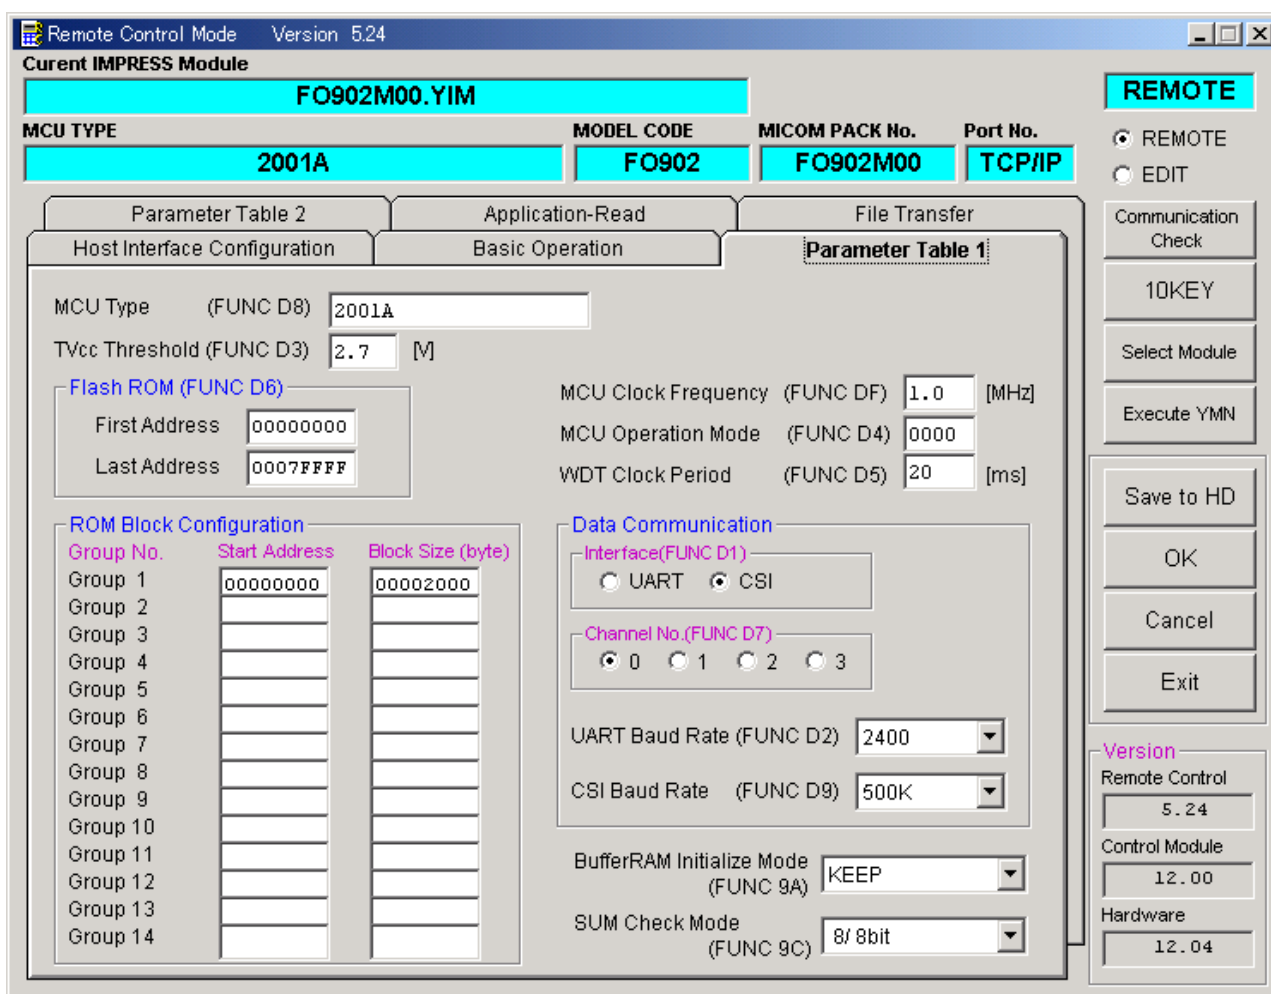 Remote Control Mode Version 5.24
Curent IMPRESS Module
FO902M00.YIM
REMOTE
MCU TYPE MODEL CODE MICOM PACK No. Port No.
2001A FO902 FO902M00 TCP/IP
REMOTE
EDIT
Parameter Table 2 Application-Read File Transfer
Host Interface Configuration Basic Operation Parameter Table 1
Communication
Check
10KEY
Select Module
Execute YMN
Save to HD
OK
Cancel
Exit
MCU Type (FUNC D8) 2001A
TVcc Threshold (FUNC D3) 2.7 [V]
Flash ROM (FUNC D6)
First Address 00000000
Last Address 0007FFFF
MCU Clock Frequency (FUNC DF) 1.0 [MHz]
MCU Operation Mode (FUNC D4) 0000
WDT Clock Period (FUNC D5) 20 [ms]
ROM Block Configuration
Group No. Start Address Block Size (byte)
Group 1 00000000 00002000
Group 2
Group 3
Group 4
Group 5
Group 6
Group 7
Group 8
Group 9
Group 10
Group 11
Group 12
Group 13
Group 14
Data Communication
Interface(FUNC D1)
UART CSI
Channel No.(FUNC D7)
0 1 2 3
UART Baud Rate (FUNC D2) 2400
CSI Baud Rate (FUNC D9) 500K
BufferRAM Initialize Mode
(FUNC 9A) KEEP
SUM Check Mode
(FUNC 9C) 8/ 8bit
Version
Remote Control
5.24
Control Module
12.00
Hardware
12.04